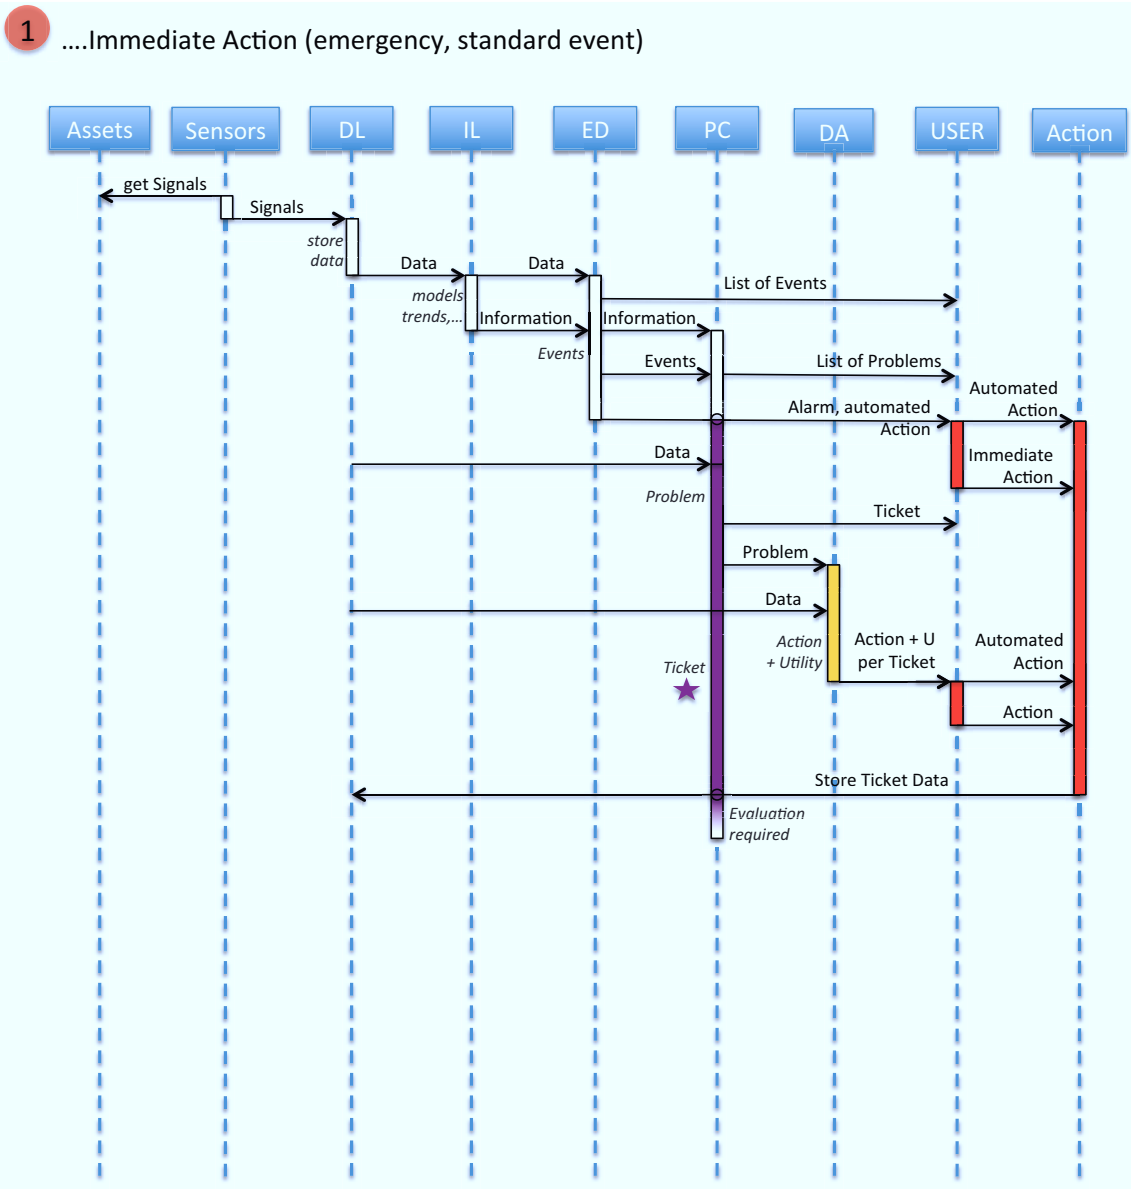 1
....Immediate Action (emergency, standard event)
Assets
Sensors
DL
IL
ED
PC
DA
USER
Action
get Signals
Signals
store
data
Data
Data
models
trends,...
List of Events
Information
Information
Events
Events
List of Problems
Automated
Action
Alarm, automated
Action
Data
Immediate
Action
Problem
Ticket
Problem
Data
Action
+ Utility
Action + U
per Ticket
Automated
Action
Ticket
Action
Store Ticket Data
Evaluation
required